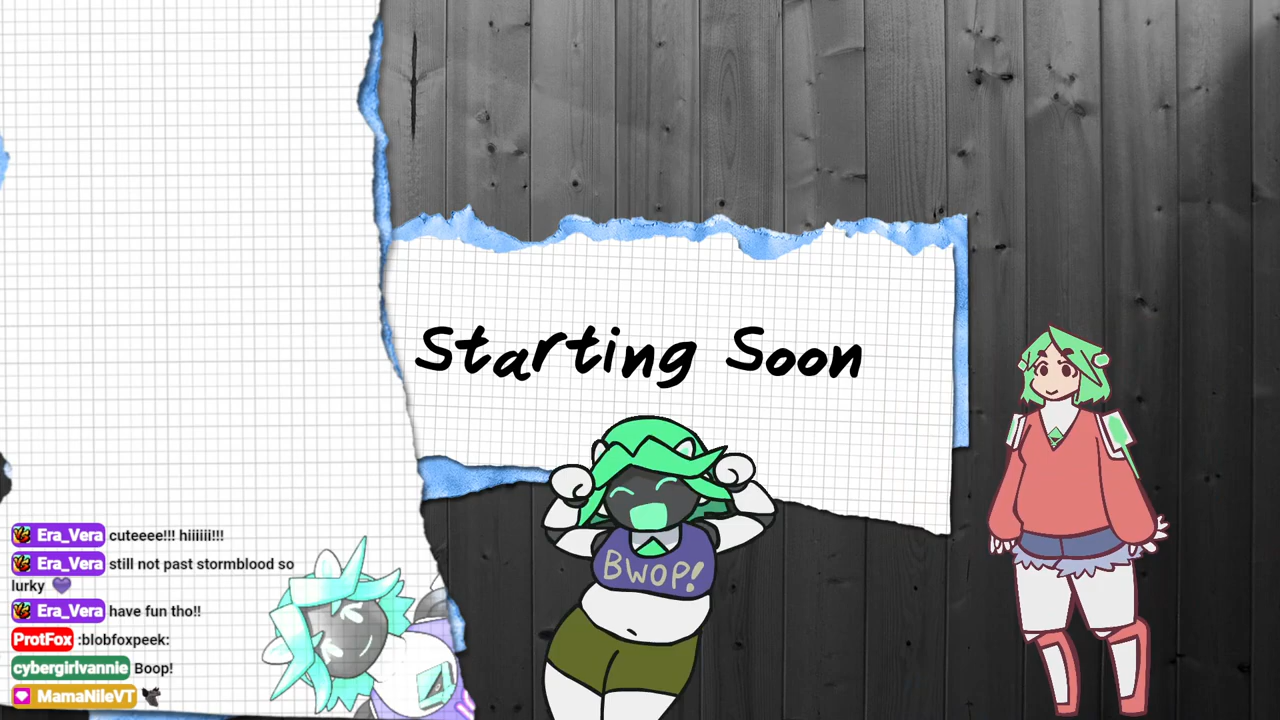 Starting Soon
BWOP!
Era_Vera cuteeee!!! hiiiiii!!!
Era_Vera still not past stormblood so
lurky
Era_Vera have fun tho!!
ProtFox :blobfoxpeek:
cybergirlvannie Boop!
MamaNileVT